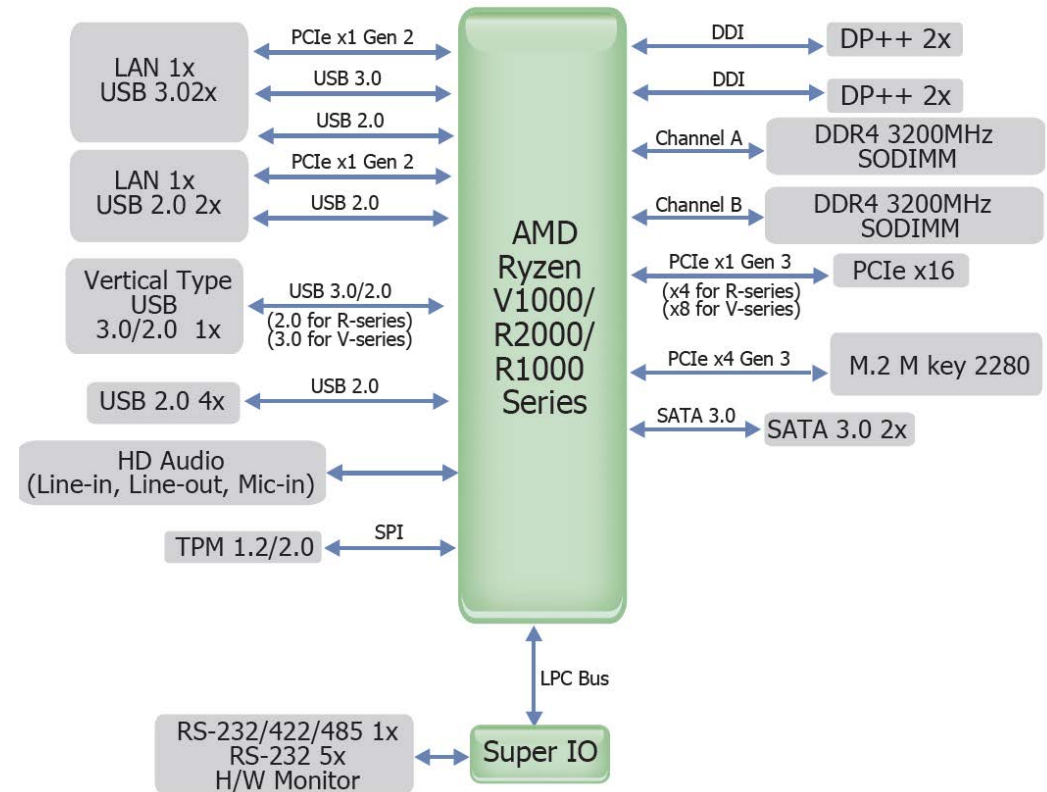 LAN 1x
USB 3.02x
PCIe x1 Gen 2
USB 3.0
USB 2.0
LAN 1x
USB 2.0 2x
PCIe x1 Gen 2
USB 2.0
Vertical Type
USB
3.0/2.0 1x
USB 3.0/2.0
(2.0 for R-series)
(3.0 for V-series)
USB 2.0 4x
USB 2.0
HD Audio
(Line-in, Line-out, Mic-in)
TPM 1.2/2.0
SPI
AMD
Ryzen
V1000/
R2000/
R1000
Series
DDI
DP++ 2x
DDI
DP++ 2x
Channel A
DDR4 3200MHz
SODIMM
Channel B
DDR4 3200MHz
SODIMM
PCIe x1 Gen 3
(x4 for R-series)
(x8 for V-series)
PCIe x16
PCIe x4 Gen 3
M.2 M key 2280
SATA 3.0
SATA 3.0 2x
LPC Bus
RS-232/422/485 1x
RS-232 5x
H/W Monitor
Super IO